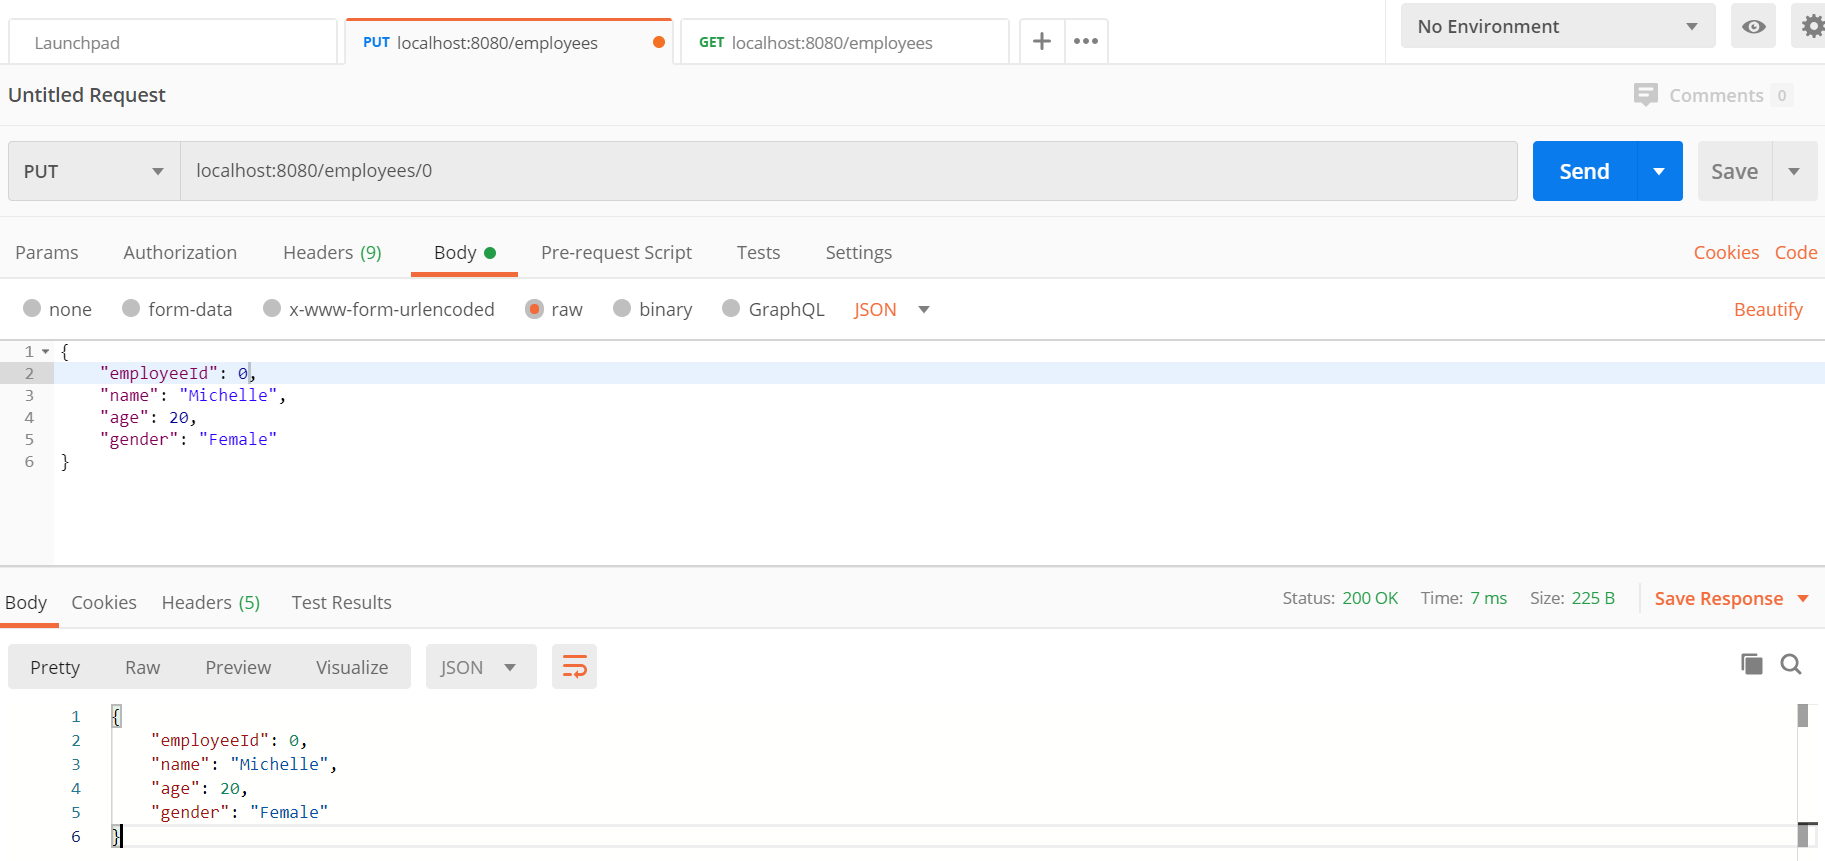 Launchpad PUT localhost:8080/employees GET localhost:8080/employees No Environment
Untitled Request Comments 0
PUT localhost:8080/employees/0 Send Save
Params Authorization Headers (9) Body Pre-request Script Tests Settings Cookies Code
none form-data x-www-form-urlencoded raw binary GraphQL JSON Beautify
1 {
2 "employeeId": 0,
3 "name": "Michelle",
4 "age": 20,
5 "gender": "Female"
6 }
Body Cookies Headers (5) Test Results Status: 200 OK Time: 7 ms Size: 225 B Save Response
Pretty Raw Preview Visualize JSON
1 {
2 "employeeId": 0,
3 "name": "Michelle",
4 "age": 20,
5 "gender": "Female"
6 }